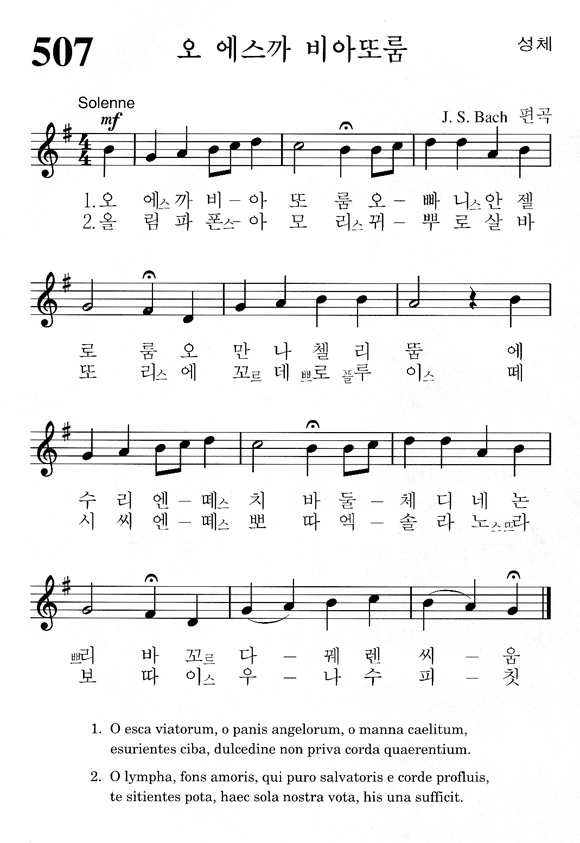 507 오 에스까 비아또룸 성체
Solenne
mf
J. S. Bach 편곡
4
4
1.오 에스까 비 – 아 또 룸 오 – 빠 니스안 젤
2.올 림 파 폰스–아 모 리스뀌 – 뿌 로 살 바
로 룸 오 만 나 첼 리 뚬 에
또 리스에 꼬르데 쁘로 플루 이스 떼
수 리 엔 – 떼스 치 바 둘 – 체 디 네 논
시 씨 엔 – 떼스 뽀 따 엑 – 솔 라 노스뜨라
쁘리 바 꼬르 다 – 꿰 렌 씨 – 움
보 따 이스 우 – 나 수 피 – 칫
1. O esca viatorum, o panis angelorum, o manna caelitum,
esurientes ciba, dulcedine non priva corda quaerentium.
2. O lympha, fons amoris, qui puro salvatoris e corde profluis,
te sitientes pota, haec sola nostra vota, his una sufficit.